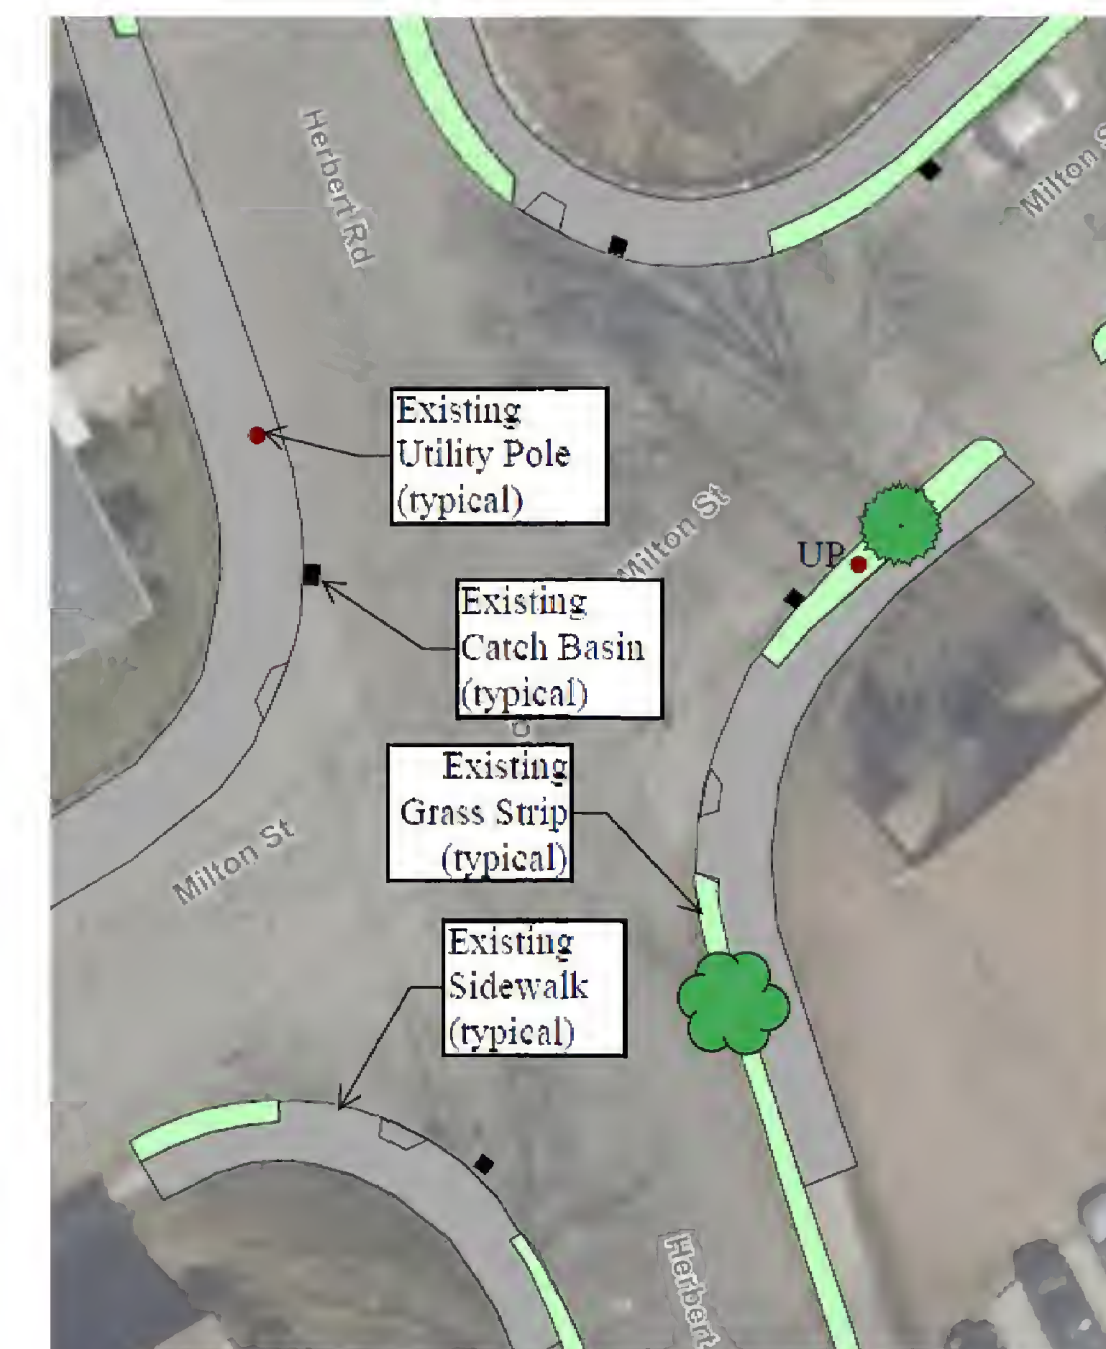 Herbert Rd
Milton S
Existing
Utility Pole
(typical)
Milton St
UP
Existing
Catch Basin
(typical)
Existing
Grass Strip
(typical)
Milton St
Existing
Sidewalk
(typical)
Herbert